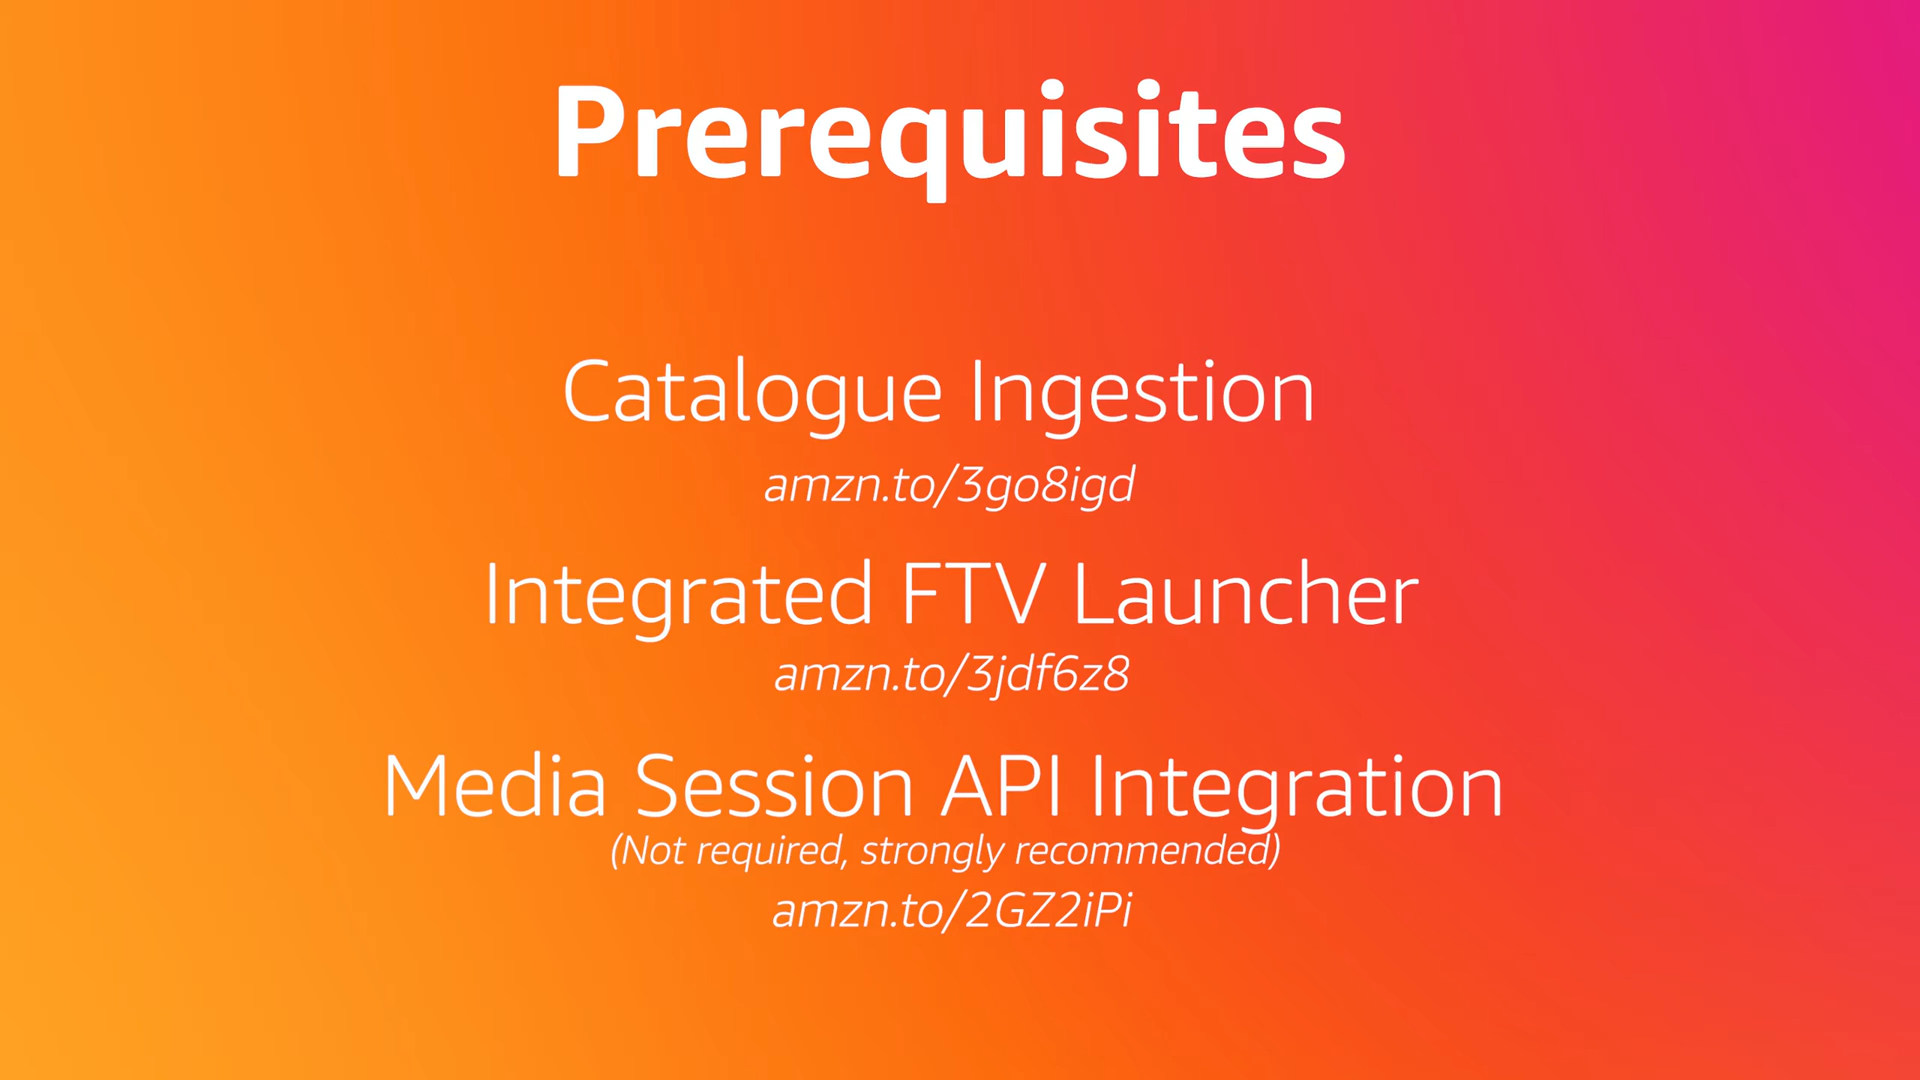 Prerequisites
Catalogue Ingestion
amzn.to/3go8igd
Integrated FTV Launcher
amzn.to/3jdf6z8
Media Session API Integration
(Not required, strongly recommended)
amzn.to/2GZ2iPi